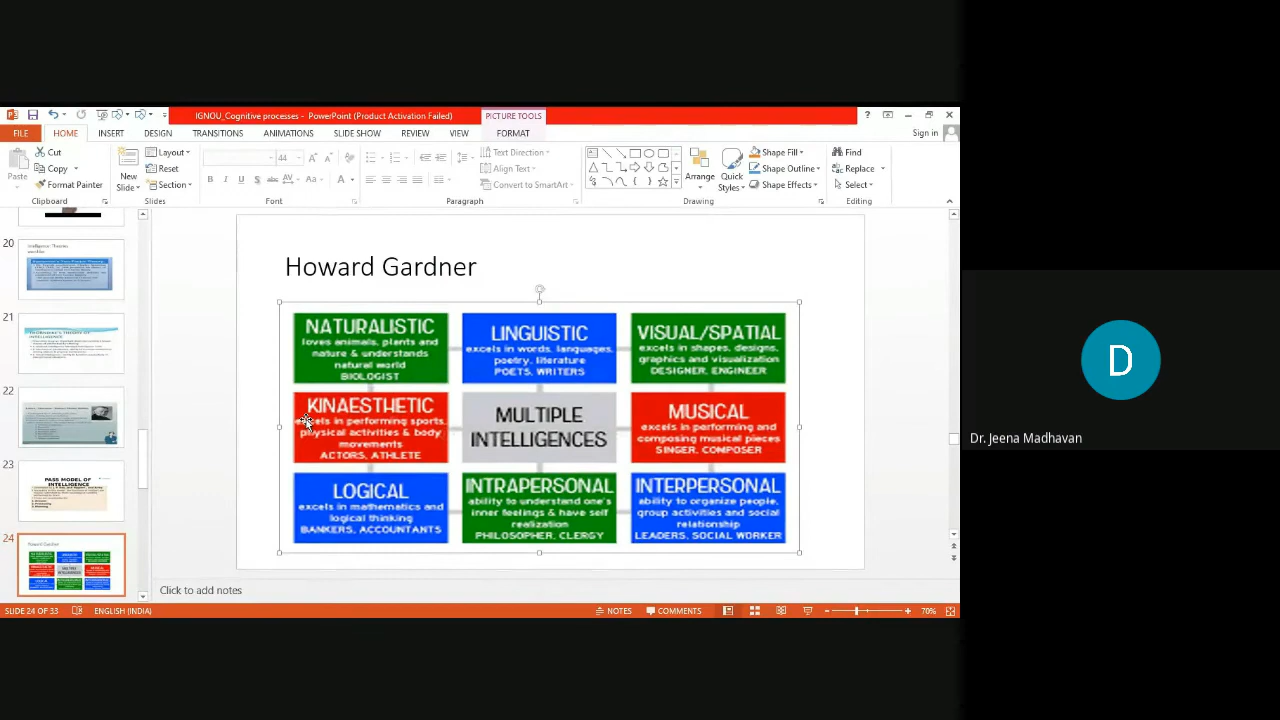 IGNOU_Cognitive processes - PowerPoint (Product Activation Failed)
PICTURE TOOLS
FILE HOME INSERT DESIGN TRANSITIONS ANIMATIONS SLIDE SHOW REVIEW VIEW FORMAT
Sign in
Paste
Cut
Copy
Format Painter
Clipboard
New
Slide
Layout
Reset
Section
Slides
44
Font
Text Direction
Align Text
Convert to SmartArt
Paragraph
Arrange
Quick
Styles
Shape Fill
Shape Outline
Shape Effects
Drawing
Find
Replace
Select
Editing
20
21
22
23
PASS MODEL OF
INTELLIGENCE
24
Howard Gardner
NATURALISTIC
loves animals, plants and
nature & understands
natural world
BIOLOGIST
LINGUISTIC
excels in words, languages,
poetry, literature
POETS, WRITERS
VISUAL/SPATIAL
excels in shapes, designs,
graphics and visualization
DESIGNER, ENGINEER
KINAESTHETIC
in performing sports,
physical activities & body
movements
ACTORS, ATHLETE
MULTIPLE
INTELLIGENCES
MUSICAL
excels in performing and
composing musical pieces
SINGER, COMPOSER
LOGICAL
excels in mathematics and
logical thinking
BANKERS, ACCOUNTANTS
INTRAPERSONAL
ability to understand one's
inner feelings & have self
realization
PHILOSOPHER, CLERGY
INTERPERSONAL
ability to organize people,
group activities and social
relationship
LEADERS, SOCIAL WORKER
Click to add notes
SLIDE 24 OF 33 ENGLISH (INDIA) NOTES COMMENTS 70%
D
Dr. Jeena Madhavan